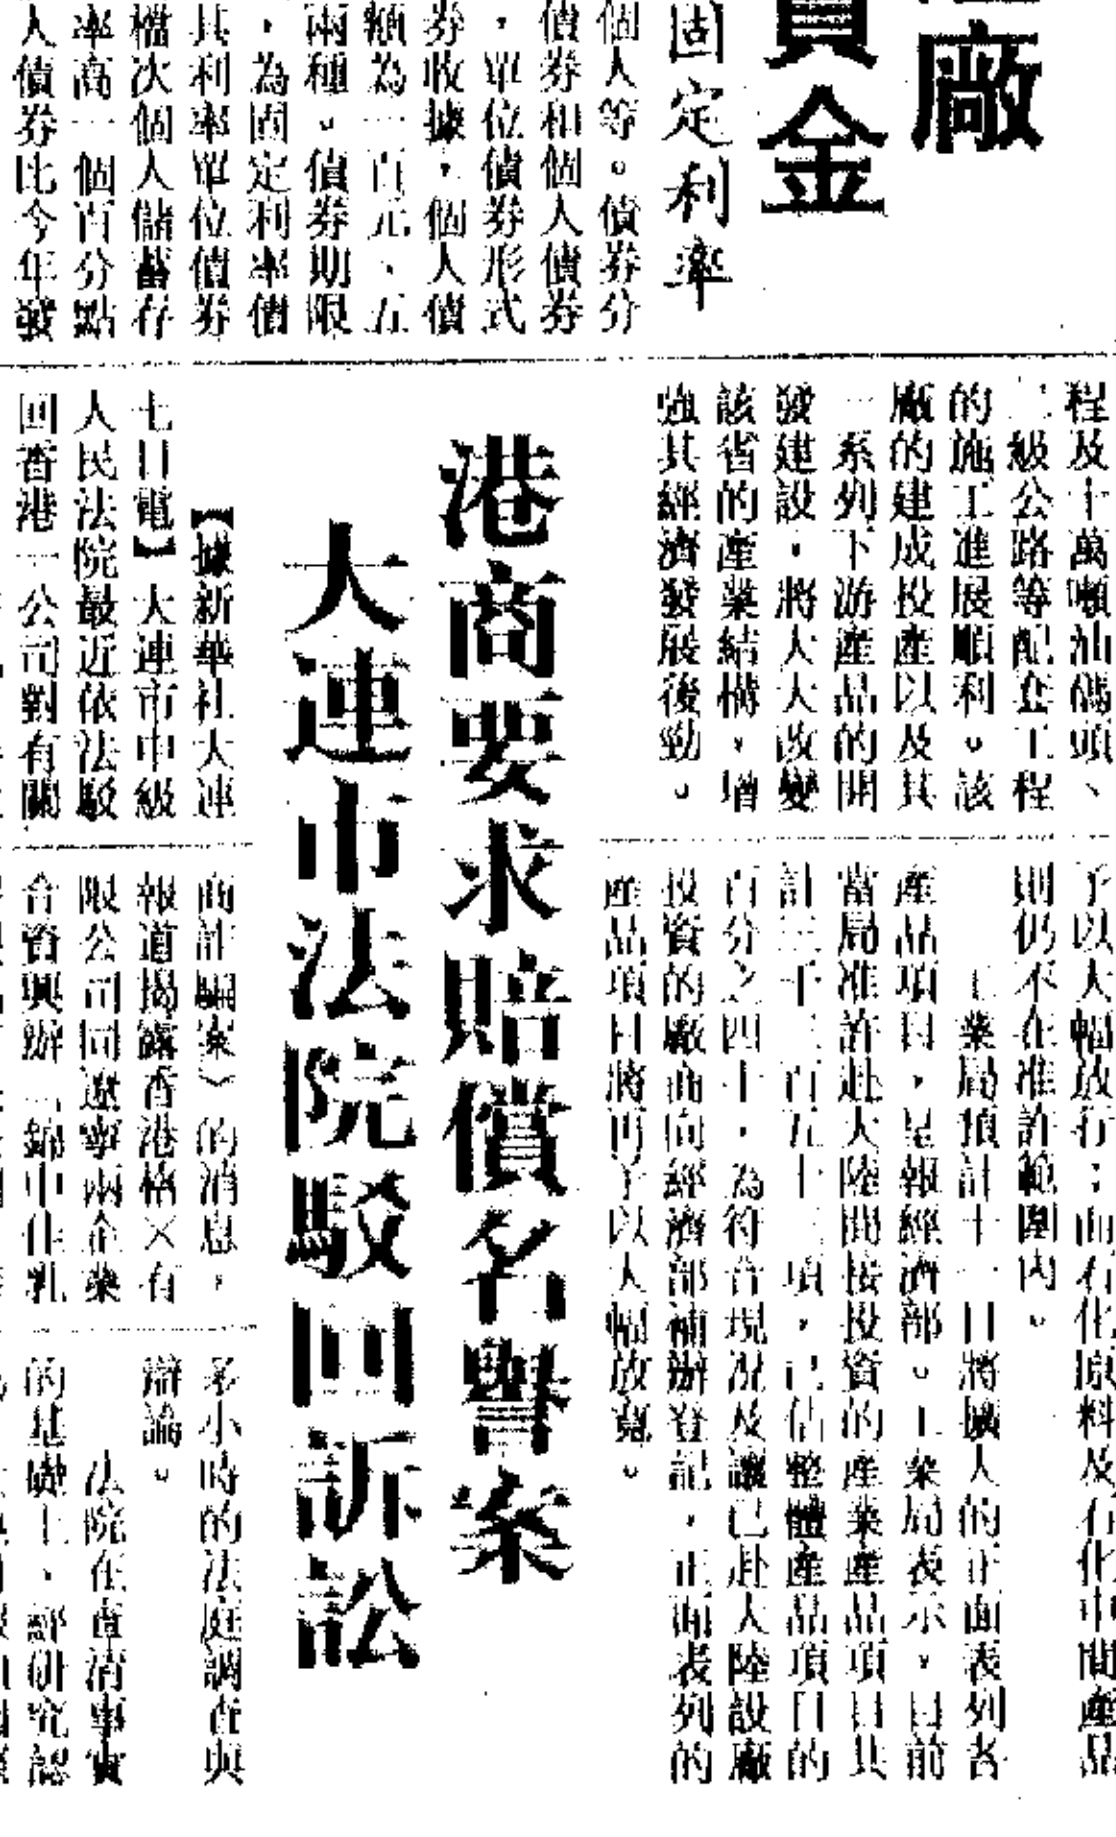 廠
資金
固定利率
個人等。債券分
債券和個人債券
，單位債券形式
券收據，個人債
額為一百元、五
兩種。債券期限
，為固定利率債
其利率單位債券
檔次個人儲蓄存
率高一個百分點
人債券比今年發
程及十萬噸油碼頭、
二級公路等配套工程
的施工進展順利。該
廠的建成投產以及其
一系列下游產品的開
發建設，將大大改變
該省的產業結構，增
強其經濟發展後勁。
予以大幅放行；而石化原料及石化中間產品
則仍不在准許範圍內。
工業局預計十一日將擴大的正面表列各
產品項目，呈報經濟部。工業局表示，目前
當局准許赴大陸間接投資的產業產品項目共
計三千三百五十三項，已佔整體產品項目的
百分之四十，為符合現況及讓已赴大陸設廠
投資的廠商向經濟部補辦登記，正面表列的
產品項目將再予以大幅放寬。
港商要求賠償名譽案
大連市法院駁回訴訟
【據新華社大連
七日電】大連市中級
人民法院最近依法駁
回香港一公司對有關
商詐騙案〉的消息，
報道揭露香港格×有
限公司同遼寧兩企業
合資興辦「錦中佳乳
多小時的法庭調查與
辯論。
法院在查清事實
的基礎上，評研究認